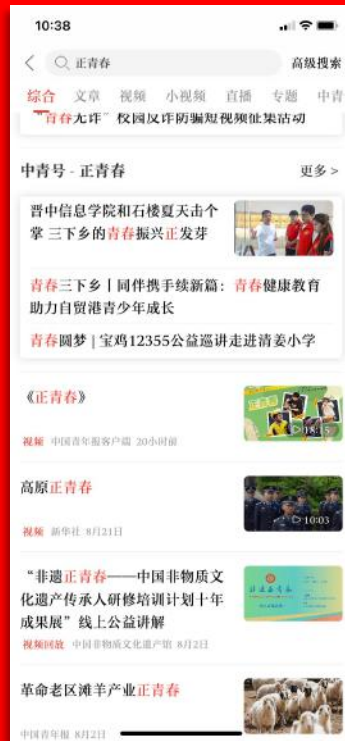 10:38
正青春
高级搜索
综合 文章 视频 小视频 直播 专题 中青
“青春无诈”校园反诈防骗短视频征集活动
中青号 - 正青春
更多 >
晋中信息学院和石楼夏天击个
掌 三下乡的青春振兴正发芽
青春三下乡丨同伴携手续新篇：青春健康教育
助力自贸港青少年成长
青春圆梦 | 宝鸡12355公益巡讲走进清姜小学
《正青春》
正青春
18:15
视频 中国青年报客户端 20小时前
高原正青春
10:03
视频 新华社 8月21日
“非遗正青春——中国非物质文
化遗产传承人研修培训计划十年
成果展”线上公益讲解
非遗正青春
视频回放 中国非物质文化遗产馆 8月2日
革命老区滩羊产业正青春
中国青年报 8月2日